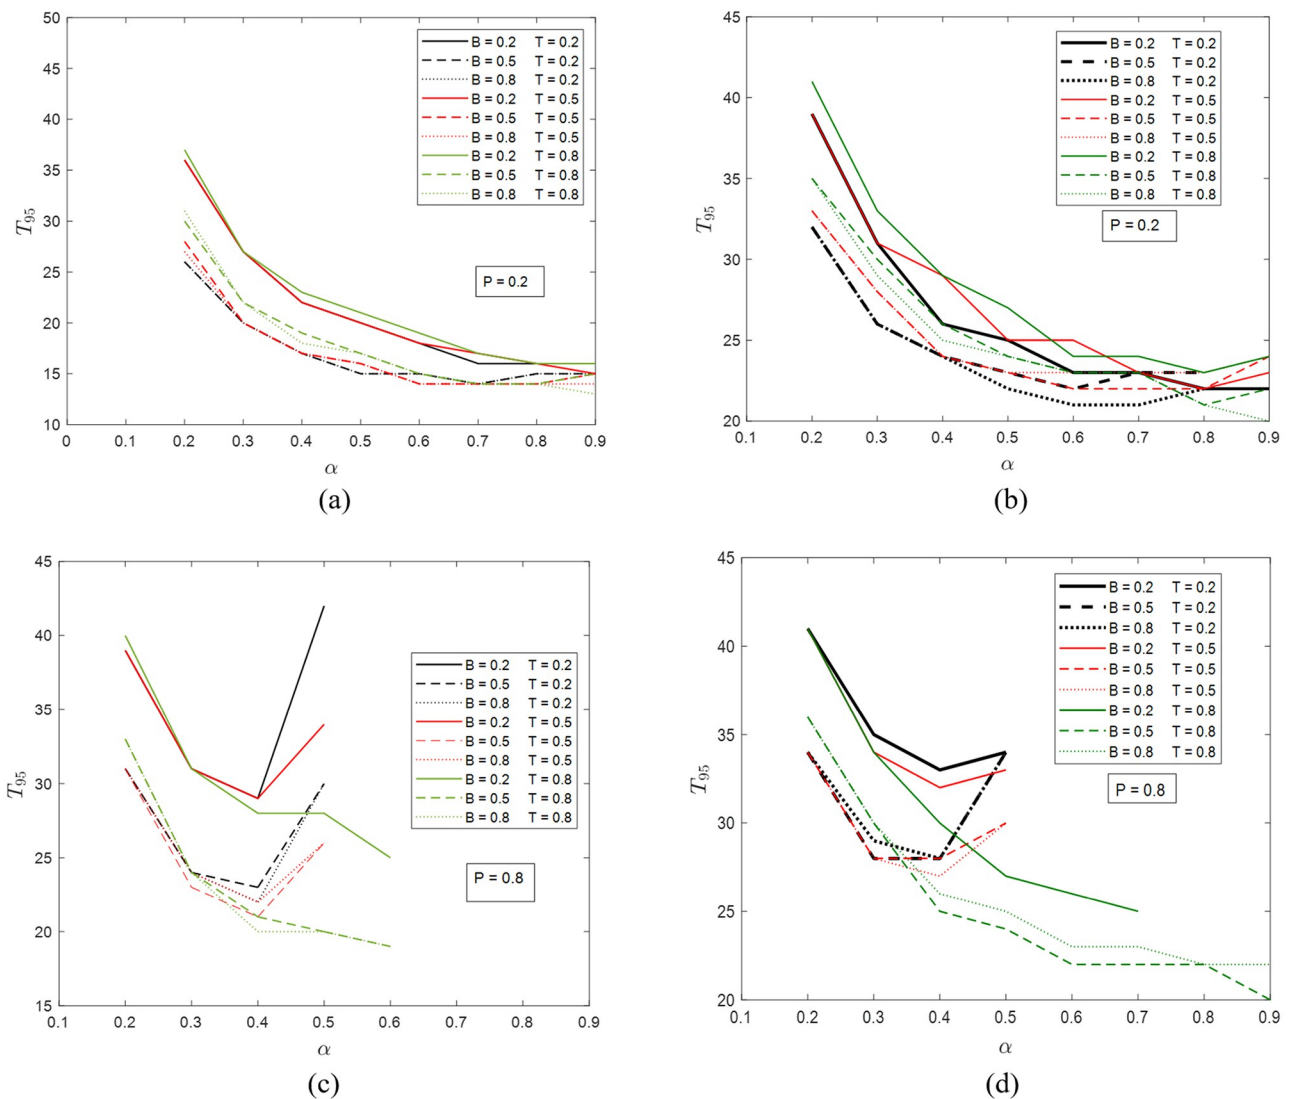 50
45
40
35
30
25
20
15
10
T95
0 0.1 0.2 0.3 0.4 0.5 0.6 0.7 0.8 0.9
α
B = 0.2 T = 0.2
B = 0.5 T = 0.2
B = 0.8 T = 0.2
B = 0.2 T = 0.5
B = 0.5 T = 0.5
B = 0.8 T = 0.5
B = 0.2 T = 0.8
B = 0.5 T = 0.8
B = 0.8 T = 0.8
P = 0.2
(a)
45
40
35
30
25
20
T95
0.1 0.2 0.3 0.4 0.5 0.6 0.7 0.8 0.9
α
B = 0.2 T = 0.2
B = 0.5 T = 0.2
B = 0.8 T = 0.2
B = 0.2 T = 0.5
B = 0.5 T = 0.5
B = 0.8 T = 0.5
B = 0.2 T = 0.8
B = 0.5 T = 0.8
B = 0.8 T = 0.8
P = 0.2
(b)
45
40
35
30
25
20
15
T95
0.1 0.2 0.3 0.4 0.5 0.6 0.7 0.8 0.9
α
B = 0.2 T = 0.2
B = 0.5 T = 0.2
B = 0.8 T = 0.2
B = 0.2 T = 0.5
B = 0.5 T = 0.5
B = 0.8 T = 0.5
B = 0.2 T = 0.8
B = 0.5 T = 0.8
B = 0.8 T = 0.8
P = 0.8
(c)
45
40
35
30
25
20
T95
0.1 0.2 0.3 0.4 0.5 0.6 0.7 0.8 0.9
α
B = 0.2 T = 0.2
B = 0.5 T = 0.2
B = 0.8 T = 0.2
B = 0.2 T = 0.5
B = 0.5 T = 0.5
B = 0.8 T = 0.5
B = 0.2 T = 0.8
B = 0.5 T = 0.8
B = 0.8 T = 0.8
P = 0.8
(d)